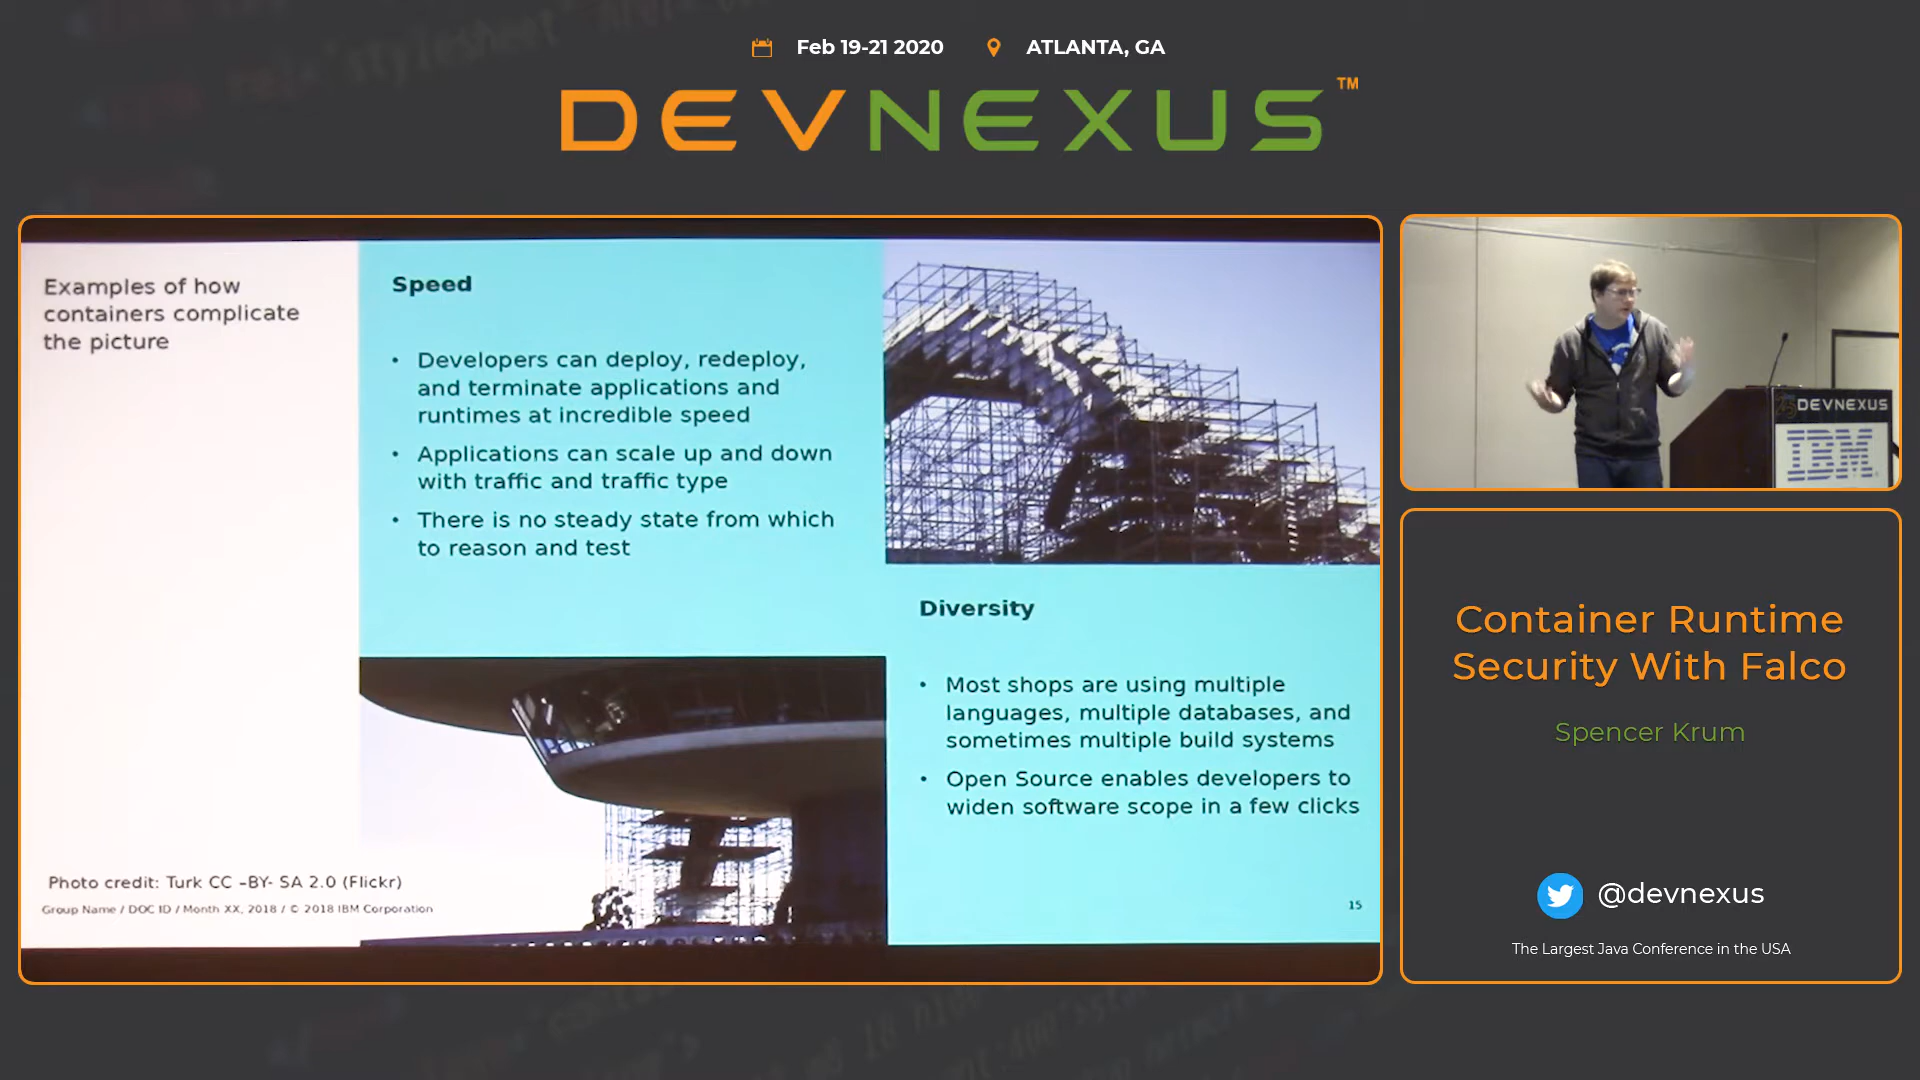 Feb 19-21 2020
ATLANTA, GA
DEVNEXUS™
Examples of how
containers complicate
the picture
Speed
• Developers can deploy, redeploy,
and terminate applications and
runtimes at incredible speed
• Applications can scale up and down
with traffic and traffic type
• There is no steady state from which
to reason and test
Diversity
• Most shops are using multiple
languages, multiple databases, and
sometimes multiple build systems
• Open Source enables developers to
widen software scope in a few clicks
Photo credit: Turk CC –BY- SA 2.0 (Flickr)
Group Name / DOC ID / Month XX, 2018 / © 2018 IBM Corporation
15
DEVNEXUS
IBM
Container Runtime
Security With Falco
Spencer Krum
@devnexus
The Largest Java Conference in the USA